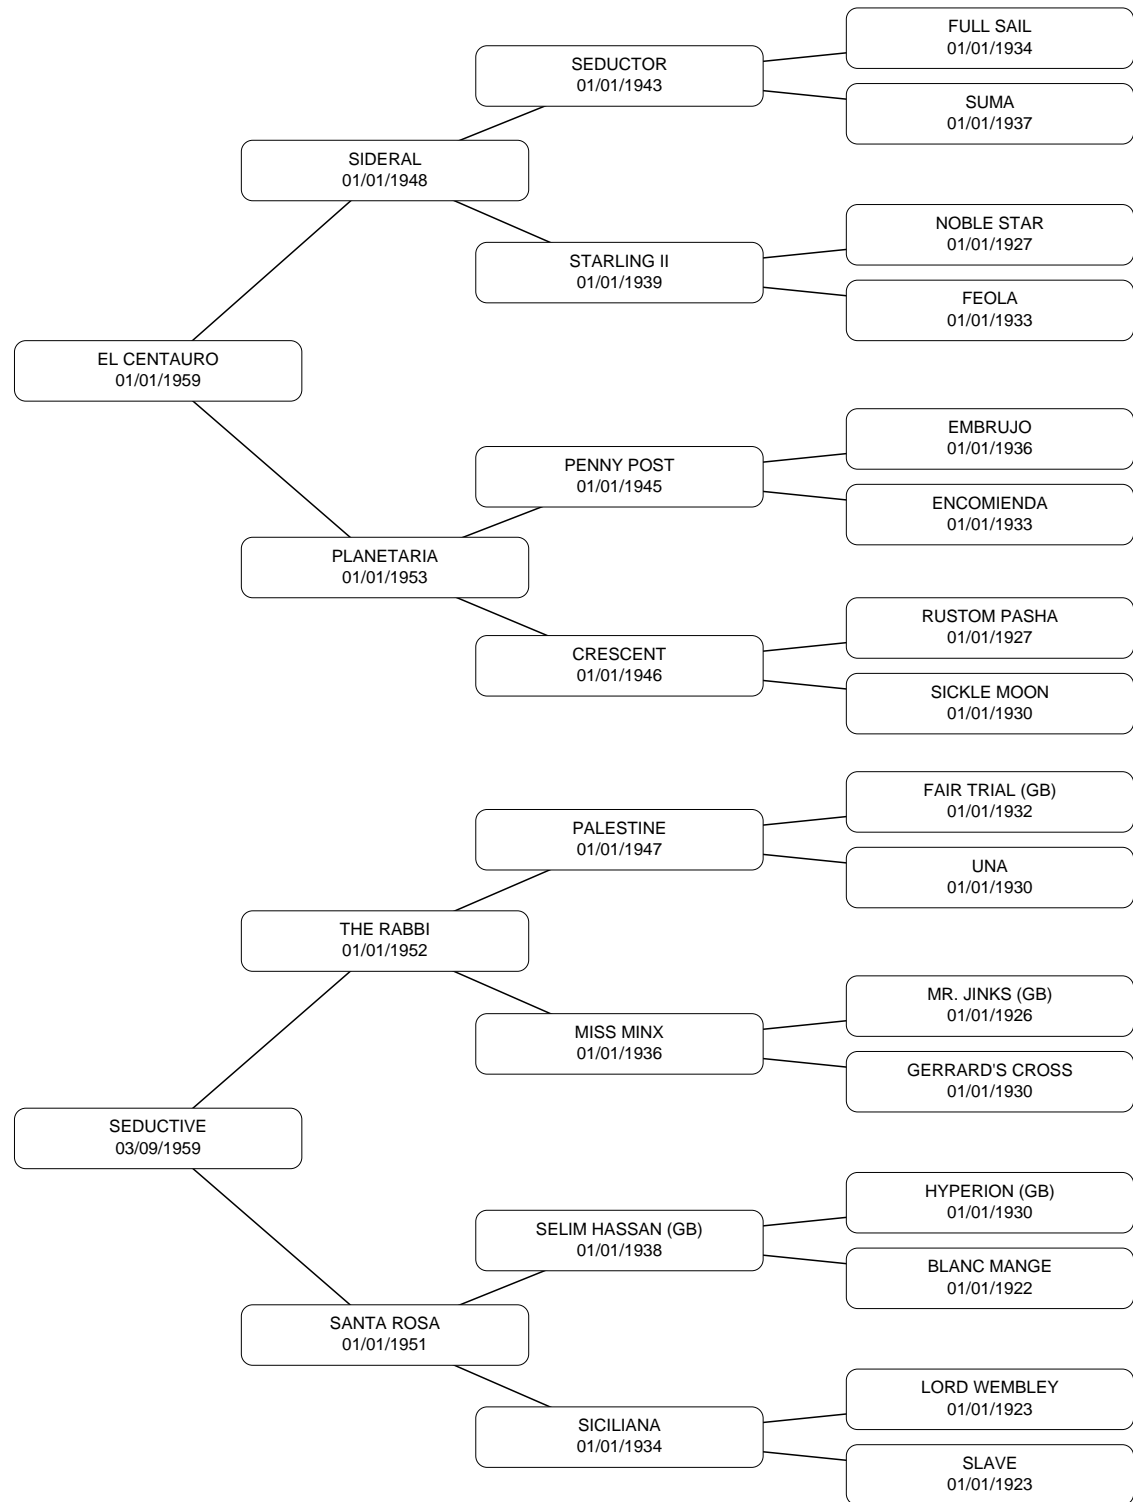 FULL SAIL
01/01/1934
SEDUCTOR
01/01/1943
SUMA
01/01/1937
SIDERAL
01/01/1948
NOBLE STAR
01/01/1927
STARLING II
01/01/1939
FEOLA
01/01/1933
EL CENTAURO
01/01/1959
EMBRUJO
01/01/1936
PENNY POST
01/01/1945
ENCOMIENDA
01/01/1933
PLANETARIA
01/01/1953
RUSTOM PASHA
01/01/1927
CRESCENT
01/01/1946
SICKLE MOON
01/01/1930
FAIR TRIAL (GB)
01/01/1932
PALESTINE
01/01/1947
UNA
01/01/1930
THE RABBI
01/01/1952
MR. JINKS (GB)
01/01/1926
MISS MINX
01/01/1936
GERRARD'S CROSS
01/01/1930
SEDUCTIVE
03/09/1959
HYPERION (GB)
01/01/1930
SELIM HASSAN (GB)
01/01/1938
BLANC MANGE
01/01/1922
SANTA ROSA
01/01/1951
LORD WEMBLEY
01/01/1923
SICILIANA
01/01/1934
SLAVE
01/01/1923